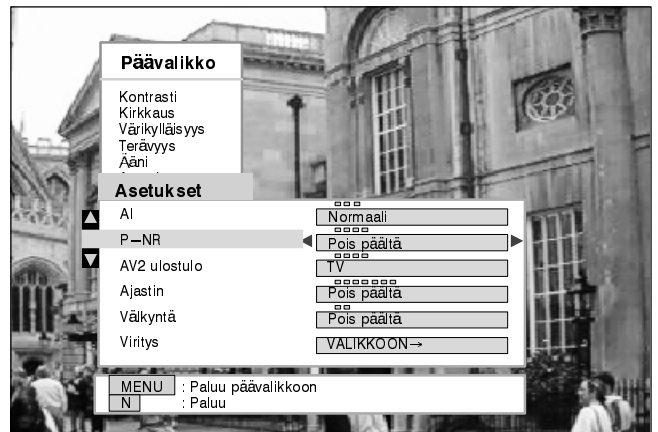 Päävalikko
Kontrasti
Kirkkaus
Värikylläisyys
Terävyys
Ääni
Asetukset
AI Normaali
P–NR Pois päältä
AV2 ulostulo TV
Ajastin Pois päältä
Välkyntä Pois päältä
Viritys VALIKKOON→
MENU : Paluu päävalikkoon
N : Paluu